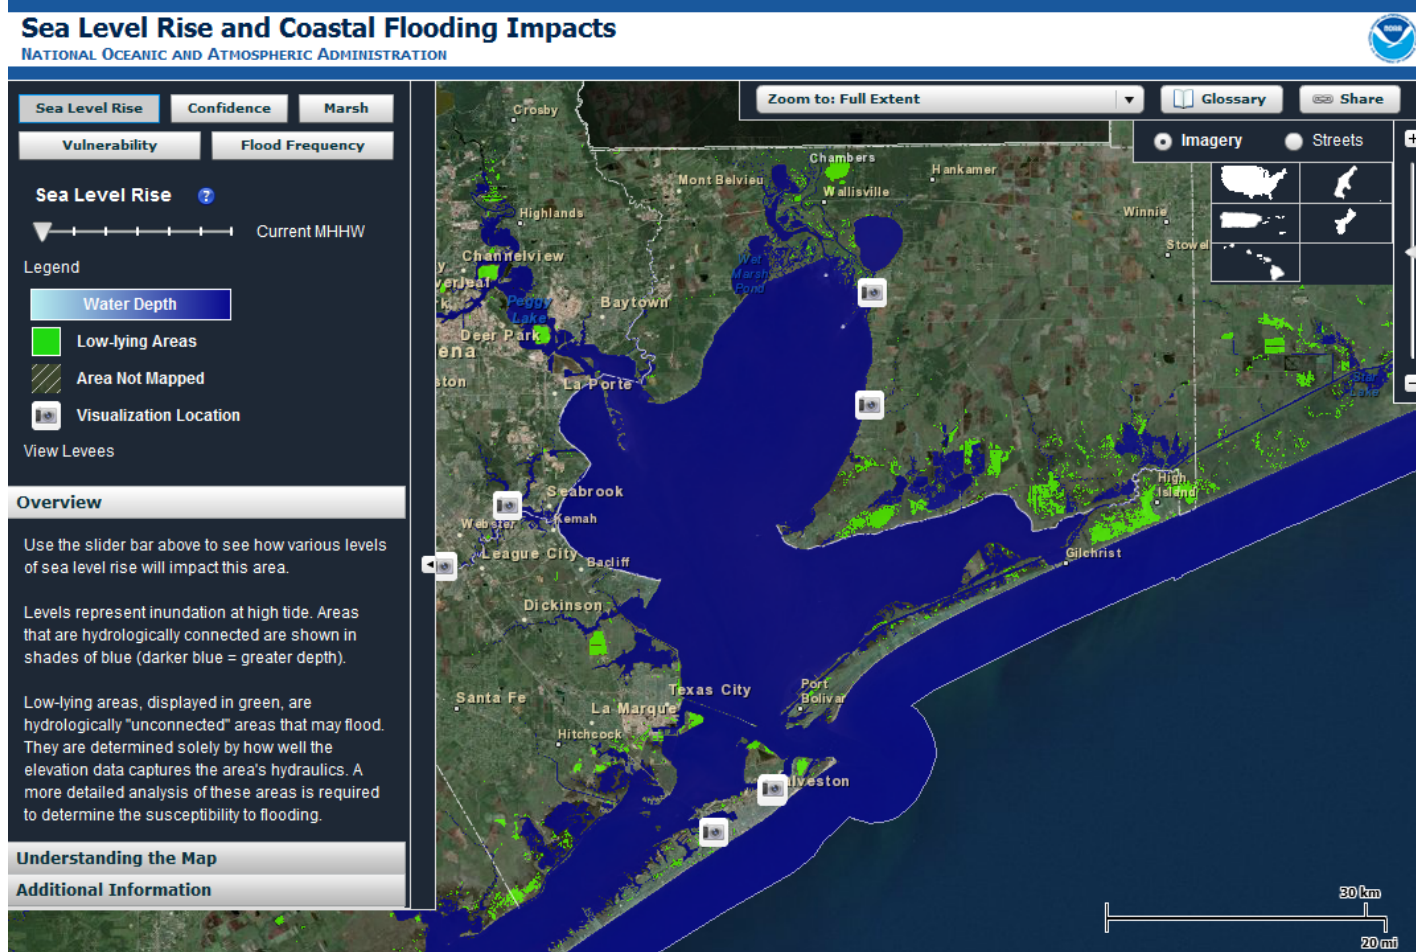 Sea Level Rise and Coastal Flooding Impacts
NATIONAL OCEANIC AND ATMOSPHERIC ADMINISTRATION
noaa
Sea Level Rise
Confidence
Marsh
Vulnerability
Flood Frequency
Sea Level Rise ?
Current MHHW
Legend
Water Depth
Low-lying Areas
Area Not Mapped
Visualization Location
View Levees
Overview
Use the slider bar above to see how various levels
of sea level rise will impact this area.
Levels represent inundation at high tide. Areas
that are hydrologically connected are shown in
shades of blue (darker blue = greater depth).
Low-lying areas, displayed in green, are
hydrologically "unconnected" areas that may flood.
They are determined solely by how well the
elevation data captures the area's hydraulics. A
more detailed analysis of these areas is required
to determine the susceptibility to flooding.
Understanding the Map
Additional Information
Zoom to: Full Extent
Glossary
Share
Imagery
Streets
Crosby
Chambers
Mont Belvieu
Wallisville
Hankamer
Highlands
Winnie
Stowel
Channelview
y
verleaf
k
Wet
Marsh
Pond
Peggy
Lake
Baytown
Deer Park
ena
ston
La Porte
Star
Lake
Seabrook
High
Island
Webster
Kemah
League City
Bacliff
Gilchrist
Dickinson
Santa Fe
Texas City
Port
Bolivar
La Marque
Hitchcock
alveston
30 km
20 mi